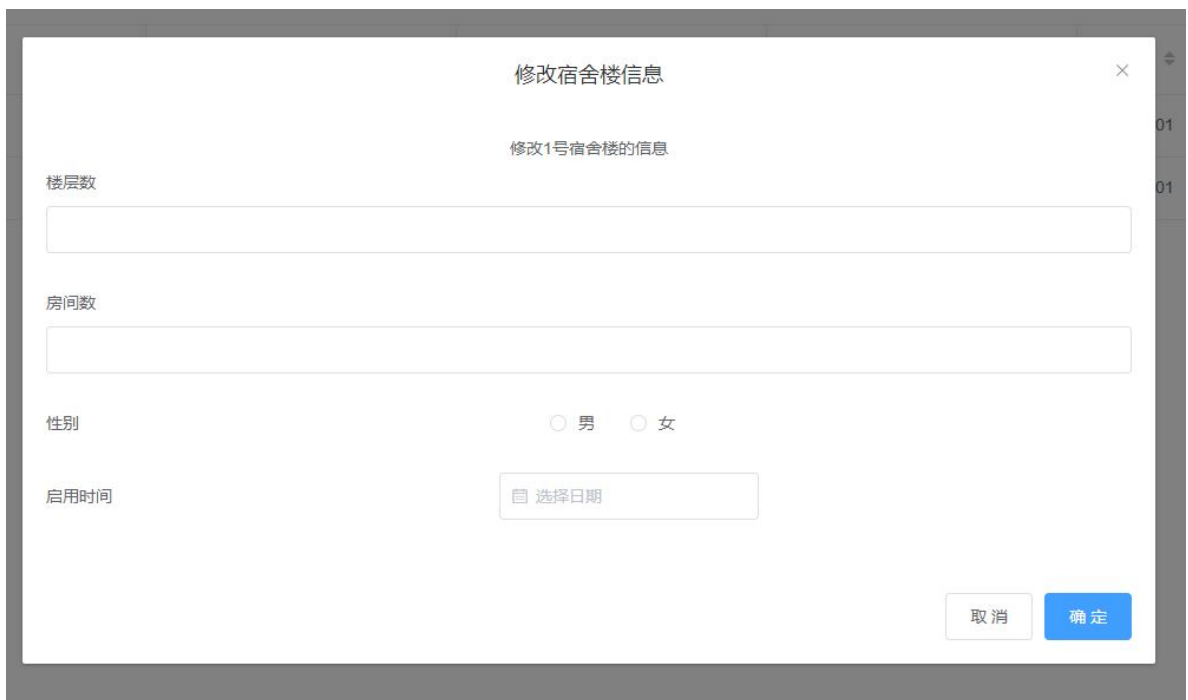 修改宿舍楼信息
01
修改1号宿舍楼的信息
楼层数
01
房间数
性别 男 女
启用时间 选择日期
取消 确定